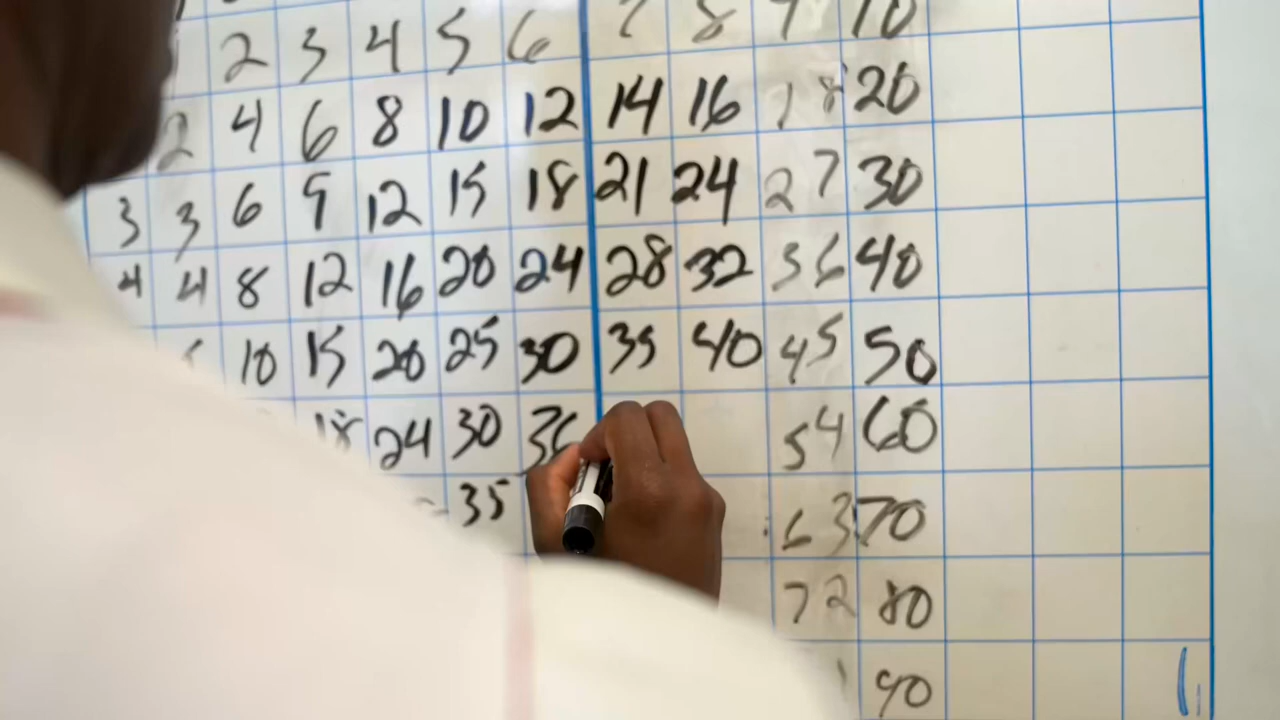 2 3 4 5 6 7 8 9 10
2 4 6 8 10 12 14 16 18 20
3 3 6 9 12 15 18 21 24 27 30
4 4 8 12 16 20 24 28 32 36 40
10 15 20 25 30 35 40 45 50
18 24 30 36 54 60
35 63 70
72 80
90